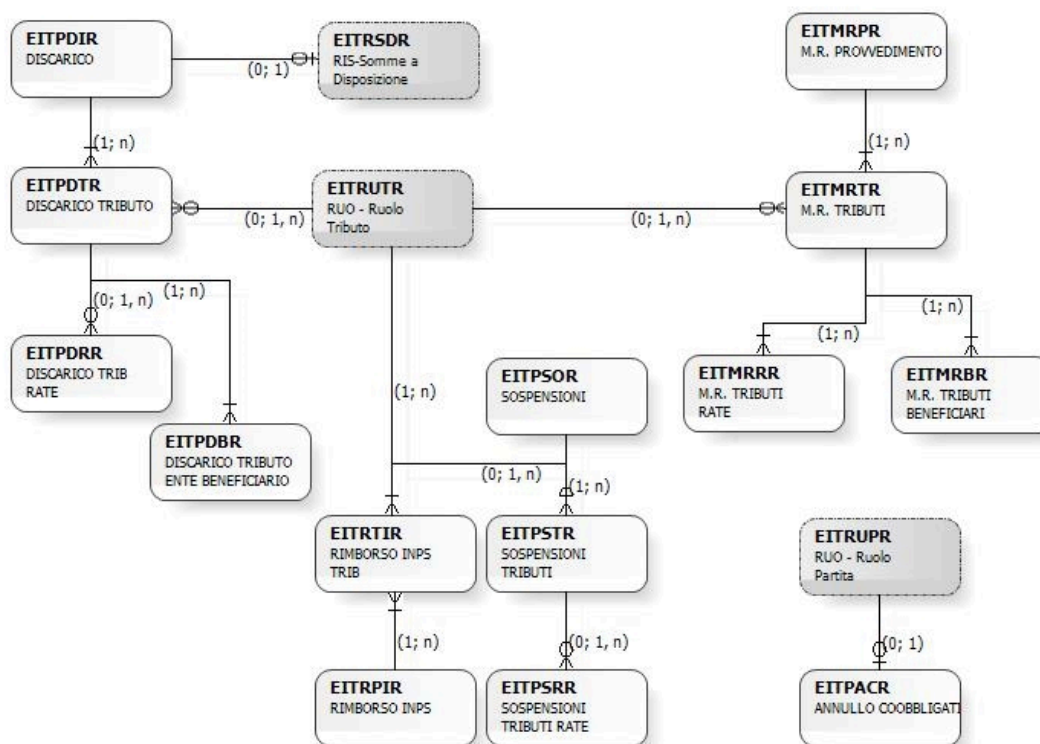 EITPDIR
DISCARICO
(0; 1)
EITRSDR
RIS-Somme a
Disposizione
EITMRPR
M.R. PROVVEDIMENTO
(1; n)
(1; n)
EITPDTR
DISCARICO TRIBUTO
(0; 1, n)
EITRUTR
RUO - Ruolo
Tributo
(0; 1, n)
EITMRTR
M.R. TRIBUTI
(0; 1, n)
(1; n)
(1; n)
(1; n)
EITPDRR
DISCARICO TRIB
RATE
(1; n)
EITPSOR
SOSPENSIONI
EITMRRR
M.R. TRIBUTI
RATE
EITMRBR
M.R. TRIBUTI
BENEFICIARI
EITPDBR
DISCARICO TRIBUTO
ENTE BENEFICIARIO
(0; 1, n)
(1; n)
EITRTIR
RIMBORSO INPS
TRIB
EITPSTR
SOSPENSIONI
TRIBUTI
EITRUPR
RUO - Ruolo
Partita
(1; n)
(0; 1, n)
(0; 1)
EITRPIR
RIMBORSO INPS
EITPSRR
SOSPENSIONI
TRIBUTI RATE
EITPACR
ANNULLO COOBBLIGATI